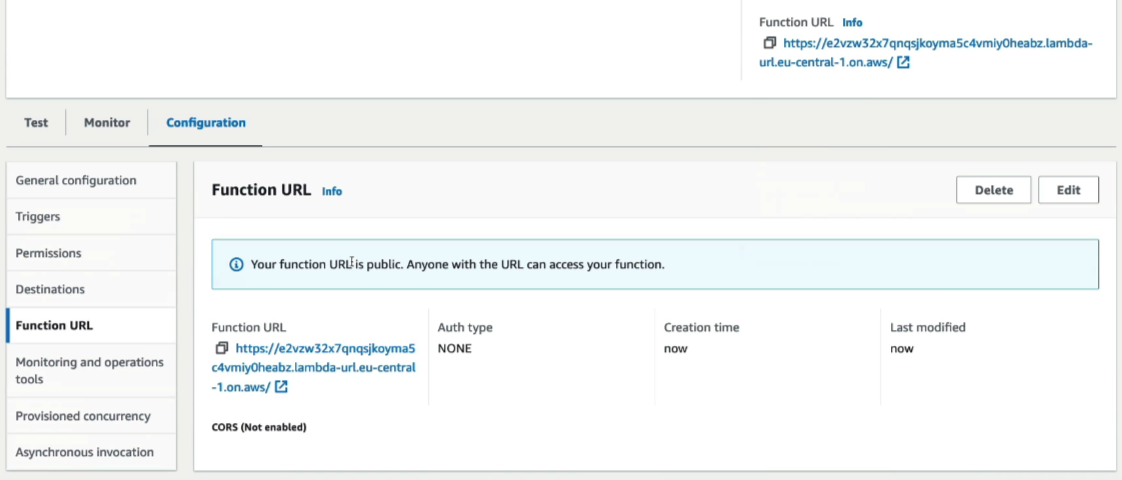 Function URL Info
https://e2vzw32x7qnqsjkoyma5c4vmiy0heabz.lambda-
url.eu-central-1.on.aws/
Test Monitor Configuration
General configuration
Triggers
Permissions
Destinations
Function URL
Monitoring and operations
tools
Provisioned concurrency
Asynchronous invocation
Function URL Info
Delete Edit
Your function URL is public. Anyone with the URL can access your function.
Function URL
https://e2vzw32x7qnqsjkoyma5
c4vmiy0heabz.lambda-url.eu-central
-1.on.aws/
Auth type
NONE
Creation time
now
Last modified
now
CORS (Not enabled)